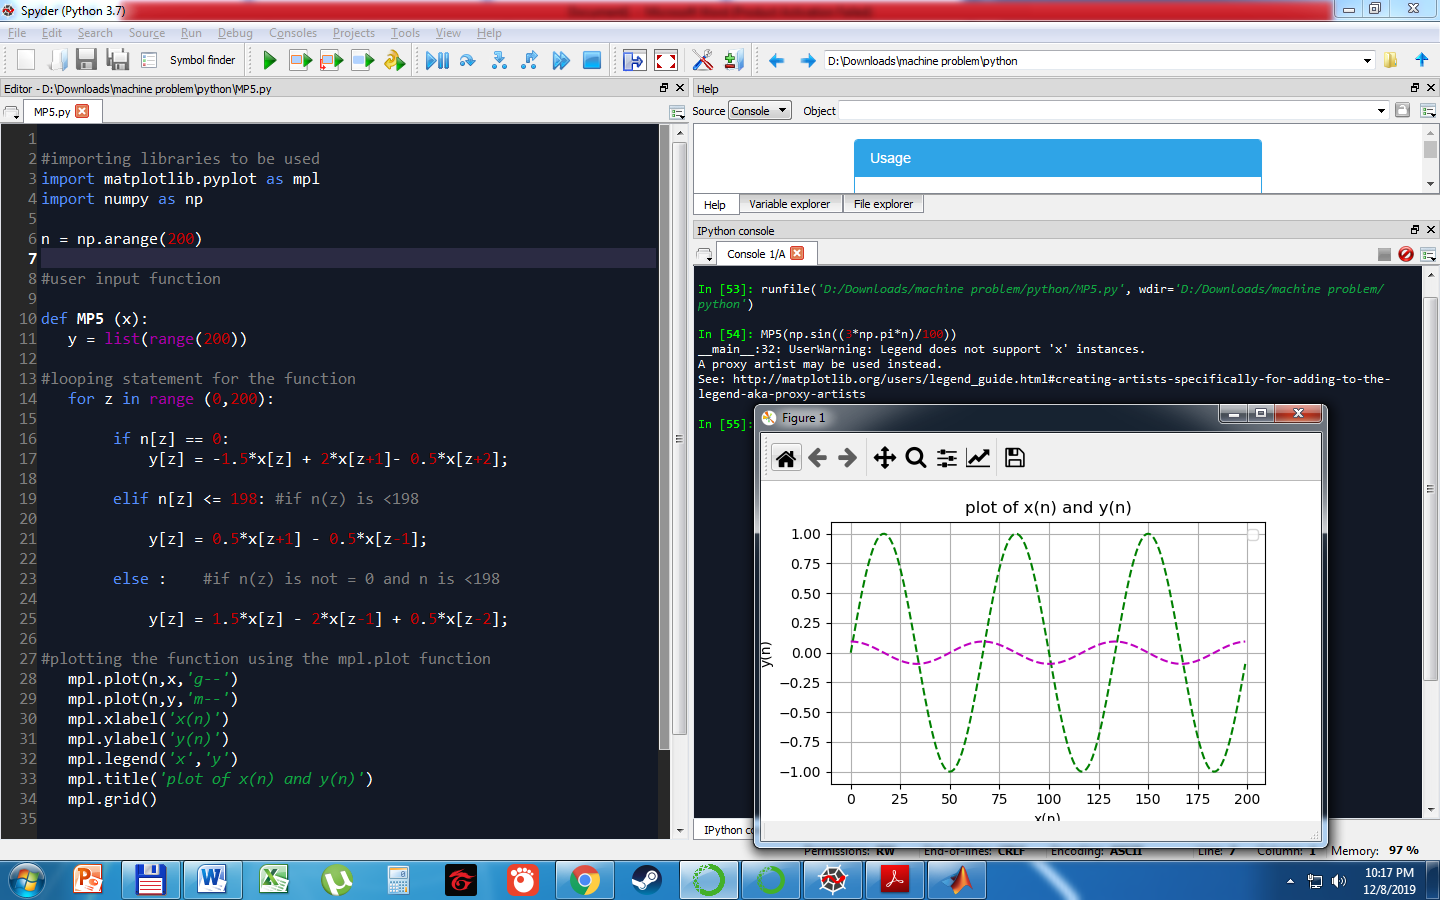 Spyder (Python 3.7)
File Edit Search Source Run Debug Consoles Projects Tools View Help
Symbol finder
D:\Downloads\machine problem\python
Editor - D:\Downloads\machine problem\python\MP5.py
MP5.py
1
2 #importing libraries to be used
3 import matplotlib.pyplot as mpl
4 import numpy as np
5
6 n = np.arange(200)
7
8 #user input function
9
10 def MP5 (x):
11 y = list(range(200))
12
13 #looping statement for the function
14 for z in range (0,200):
15
16 if n[z] == 0:
17 y[z] = -1.5*x[z] + 2*x[z+1]- 0.5*x[z+2];
18
19 elif n[z] <= 198: #if n(z) is <198
20
21 y[z] = 0.5*x[z+1] - 0.5*x[z-1];
22
23 else : #if n(z) is not = 0 and n is <198
24
25 y[z] = 1.5*x[z] - 2*x[z-1] + 0.5*x[z-2];
26
27 #plotting the function using the mpl.plot function
28 mpl.plot(n,x,'g--')
29 mpl.plot(n,y,'m--')
30 mpl.xlabel('x(n)')
31 mpl.ylabel('y(n)')
32 mpl.legend('x','y')
33 mpl.title('plot of x(n) and y(n)')
34 mpl.grid()
35
Help
Source Console Object
Usage
Help Variable explorer File explorer
IPython console
Console 1/A
In [53]: runfile('D:/Downloads/machine problem/python/MP5.py', wdir='D:/Downloads/machine problem/
python')
In [54]: MP5(np.sin((3*np.pi*n)/100))
__main__:32: UserWarning: Legend does not support 'x' instances.
A proxy artist may be used instead.
See: http://matplotlib.org/users/legend_guide.html#creating-artists-specifically-for-adding-to-the-
legend-aka-proxy-artists
In [55]:
Figure 1
plot of x(n) and y(n)
1.00
0.75
0.50
0.25
0.00
−0.25
−0.50
−0.75
−1.00
y(n)
0 25 50 75 100 125 150 175 200
x(n)
IPython co
Permissions: RW End-of-lines: CRLF Encoding: ASCII Line: 7 Column: 1 Memory: 97 %
10:17 PM
12/8/2019